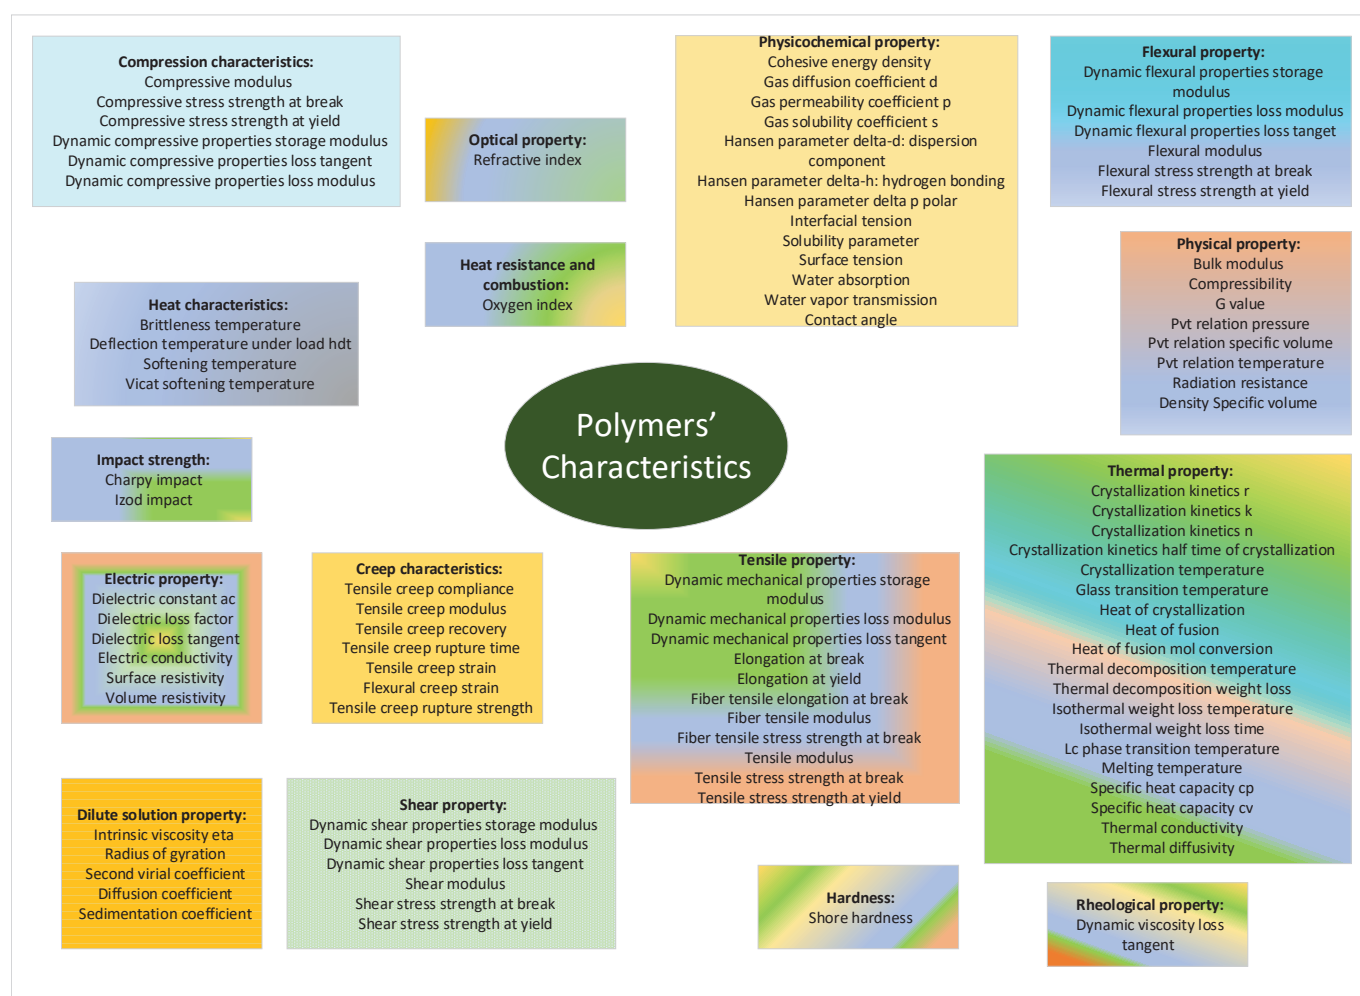 Compression characteristics:
Compressive modulus
Compressive stress strength at break
Compressive stress strength at yield
Dynamic compressive properties storage modulus
Dynamic compressive properties loss tangent
Dynamic compressive properties loss modulus
Optical property:
Refractive index
Physicochemical property:
Cohesive energy density
Gas diffusion coefficient d
Gas permeability coefficient p
Gas solubility coefficient s
Hansen parameter delta-d: dispersion
component
Hansen parameter delta-h: hydrogen bonding
Hansen parameter delta p polar
Interfacial tension
Solubility parameter
Surface tension
Water absorption
Water vapor transmission
Contact angle
Flexural property:
Dynamic flexural properties storage
modulus
Dynamic flexural properties loss modulus
Dynamic flexural properties loss tanget
Flexural modulus
Flexural stress strength at break
Flexural stress strength at yield
Heat resistance and
combustion:
Oxygen index
Physical property:
Bulk modulus
Compressibility
G value
Pvt relation pressure
Pvt relation specific volume
Pvt relation temperature
Radiation resistance
Density Specific volume
Heat characteristics:
Brittleness temperature
Deflection temperature under load hdt
Softening temperature
Vicat softening temperature
Polymers’
Characteristics
Impact strength:
Charpy impact
Izod impact
Thermal property:
Crystallization kinetics r
Crystallization kinetics k
Crystallization kinetics n
Crystallization kinetics half time of crystallization
Crystallization temperature
Glass transition temperature
Heat of crystallization
Heat of fusion
Heat of fusion mol conversion
Thermal decomposition temperature
Thermal decomposition weight loss
Isothermal weight loss temperature
Isothermal weight loss time
Lc phase transition temperature
Melting temperature
Specific heat capacity cp
Specific heat capacity cv
Thermal conductivity
Thermal diffusivity
Electric property:
Dielectric constant ac
Dielectric loss factor
Dielectric loss tangent
Electric conductivity
Surface resistivity
Volume resistivity
Creep characteristics:
Tensile creep compliance
Tensile creep modulus
Tensile creep recovery
Tensile creep rupture time
Tensile creep strain
Flexural creep strain
Tensile creep rupture strength
Tensile property:
Dynamic mechanical properties storage
modulus
Dynamic mechanical properties loss modulus
Dynamic mechanical properties loss tangent
Elongation at break
Elongation at yield
Fiber tensile elongation at break
Fiber tensile modulus
Fiber tensile stress strength at break
Tensile modulus
Tensile stress strength at break
Tensile stress strength at yield
Dilute solution property:
Intrinsic viscosity eta
Radius of gyration
Second virial coefficient
Diffusion coefficient
Sedimentation coefficient
Shear property:
Dynamic shear properties storage modulus
Dynamic shear properties loss modulus
Dynamic shear properties loss tangent
Shear modulus
Shear stress strength at break
Shear stress strength at yield
Hardness:
Shore hardness
Rheological property:
Dynamic viscosity loss
tangent